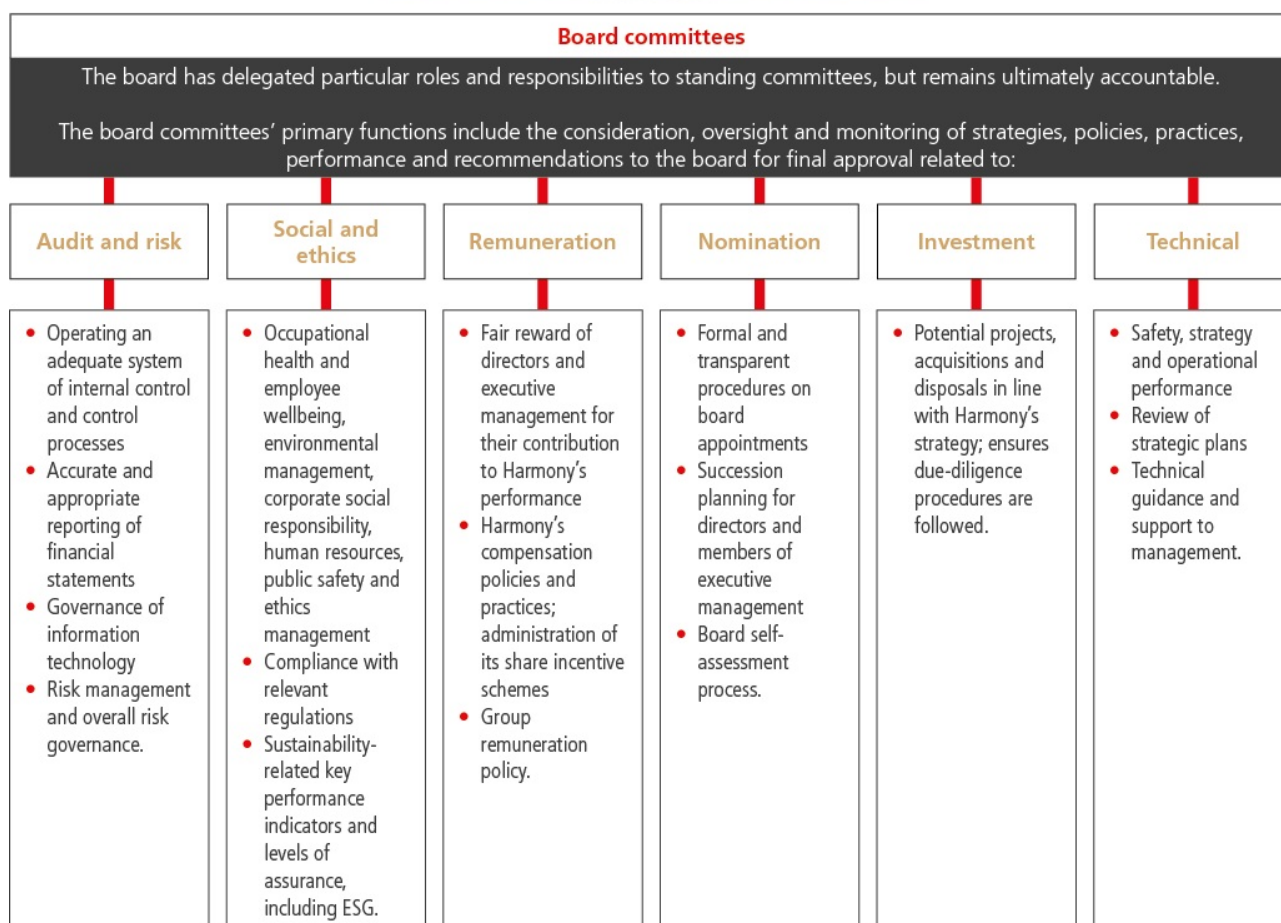 Board committees
The board has delegated particular roles and responsibilities to standing committees, but remains ultimately accountable.
The board committees’ primary functions include the consideration, oversight and monitoring of strategies, policies, practices,
performance and recommendations to the board for final approval related to:
Audit and risk
Social and
ethics
Remuneration
Nomination
Investment
Technical
• Operating an
adequate system
of internal control
and control
processes
• Accurate and
appropriate
reporting of
financial
statements
• Governance of
information
technology
• Risk management
and overall risk
governance.
• Occupational
health and
employee
wellbeing,
environmental
management,
corporate social
responsibility,
human resources,
public safety and
ethics
management
• Compliance with
relevant
regulations
• Sustainability-
related key
performance
indicators and
levels of
assurance,
including ESG.
• Fair reward of
directors and
executive
management for
their contribution
to Harmony’s
performance
• Harmony’s
compensation
policies and
practices;
administration of
its share incentive
schemes
• Group
remuneration
policy.
• Formal and
transparent
procedures on
board
appointments
• Succession
planning for
directors and
members of
executive
management
• Board self-
assessment
process.
• Potential projects,
acquisitions and
disposals in line
with Harmony’s
strategy; ensures
due-diligence
procedures are
followed.
• Safety, strategy
and operational
performance
• Review of
strategic plans
• Technical
guidance and
support to
management.